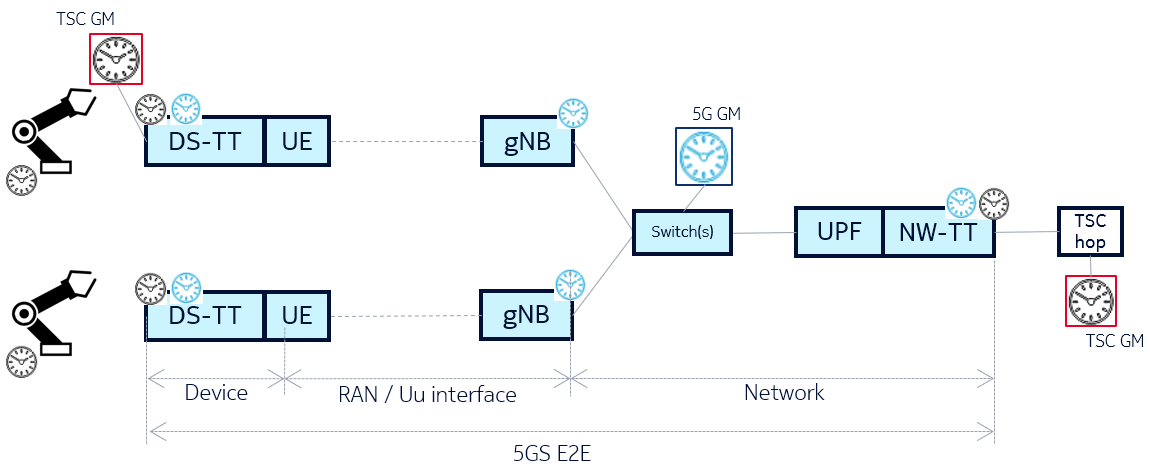 TSC GM
5G GM
DS-TT
UE
gNB
Switch(s)
UPF
NW-TT
TSC
hop
DS-TT
UE
gNB
TSC GM
Device
RAN / Uu interface
Network
5GS E2E